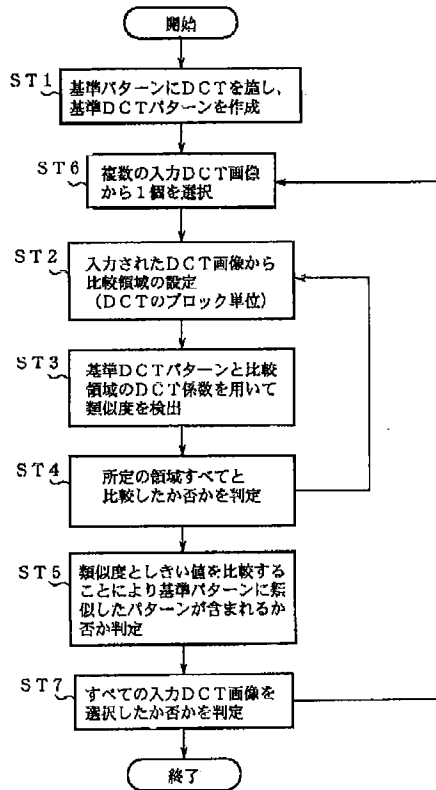 開始
ST1
基準パターンにDCTを施し、
基準DCTパターンを作成
ST6
複数の入力DCT画像
から1個を選択
ST2
入力されたDCT画像から
比較領域の設定
(DCTのブロック単位)
ST3
基準DCTパターンと比較
領域のDCT係数を用いて
類似度を検出
ST4
所定の領域すべてと
比較したか否かを判定
ST5
類似度としきい値を比較する
ことにより基準パターンに類
似したパターンが含まれるか
否か判定
ST7
すべての入力DCT画像を
選択したか否かを判定
終了